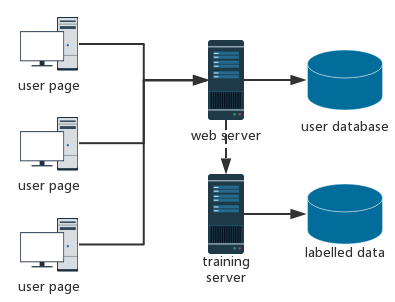 user page
web server
user database
user page
user page
training
server
labelled data